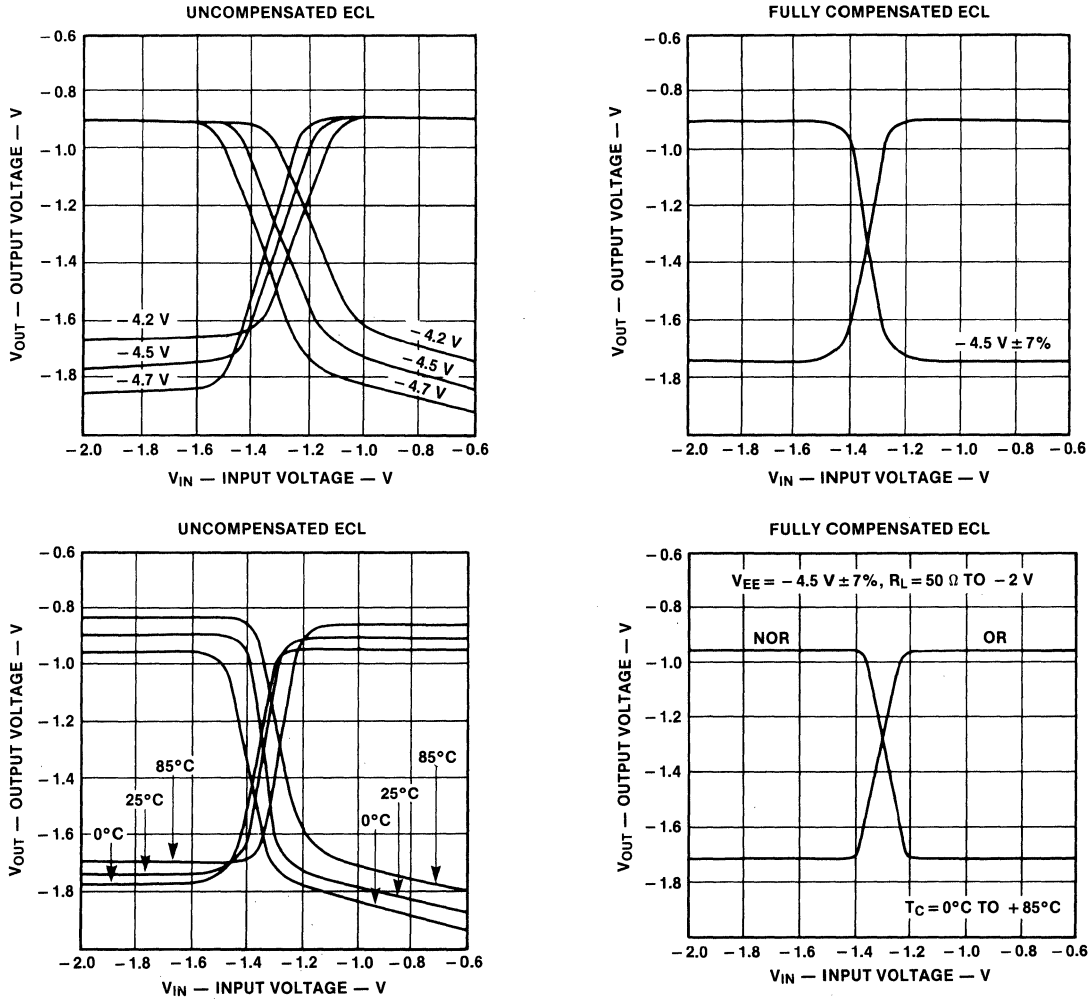 UNCOMPENSATED ECL
− 0.6
− 0.8
− 1.0
− 1.2
− 1.4
− 1.6
− 1.8
VOUT — OUTPUT VOLTAGE — V
− 4.2 V
− 4.5 V
− 4.7 V
− 4.2 V
− 4.5 V
− 4.7 V
−2.0 −1.8 −1.6 −1.4 −1.2 −1.0 −0.8 −0.6
VIN — INPUT VOLTAGE — V
FULLY COMPENSATED ECL
− 0.6
− 0.8
− 1.0
− 1.2
− 1.4
− 1.6
− 1.8
VOUT — OUTPUT VOLTAGE — V
− 4.5 V ± 7%
−2.0 −1.8 −1.6 −1.4 −1.2 −1.0 −0.8 −0.6
VIN — INPUT VOLTAGE — V
UNCOMPENSATED ECL
− 0.6
− 0.8
− 1.0
− 1.2
− 1.4
− 1.6
− 1.8
VOUT — OUTPUT VOLTAGE — V
85°C
25°C
0°C
85°C
25°C
0°C
−2.0 −1.8 −1.6 −1.4 −1.2 −1.0 −0.8 −0.6
VIN — INPUT VOLTAGE — V
FULLY COMPENSATED ECL
− 0.6
− 0.8
− 1.0
− 1.2
− 1.4
− 1.6
− 1.8
VOUT — OUTPUT VOLTAGE — V
VEE = − 4.5 V ± 7%, RL = 50 Ω TO −2 V
NOR OR
TC = 0°C TO +85°C
−2.0 −1.8 −1.6 −1.4 −1.2 −1.0 −0.8 −0.6
VIN — INPUT VOLTAGE — V